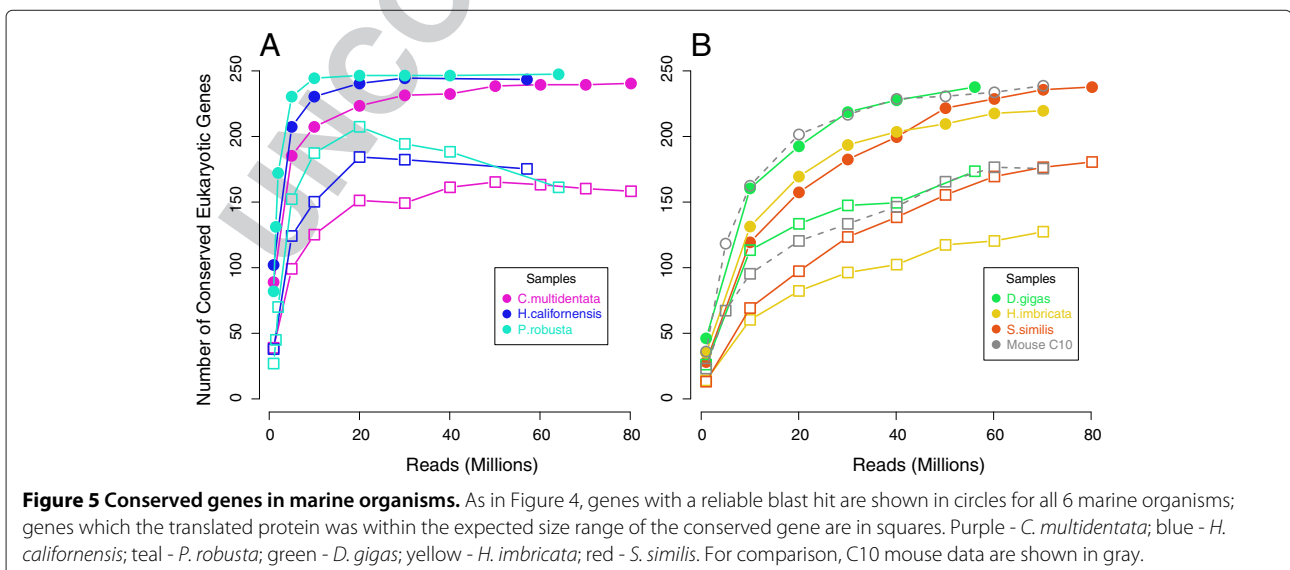 A
B
Number of Conserved Eukaryotic Genes
250
200
150
100
50
0
0 20 40 60 80
Reads (Millions)
Samples
C.multidentata
H.californensis
P.robusta
250
200
150
100
50
0
0 20 40 60 80
Reads (Millions)
Samples
D.gigas
H.imbricata
S.similis
Mouse C10
Figure 5 Conserved genes in marine organisms. As in Figure 4, genes with a reliable blast hit are shown in circles for all 6 marine organisms;
genes which the translated protein was within the expected size range of the conserved gene are in squares. Purple - C. multidentata; blue - H.
californensis; teal - P. robusta; green - D. gigas; yellow - H. imbricata; red - S. similis. For comparison, C10 mouse data are shown in gray.